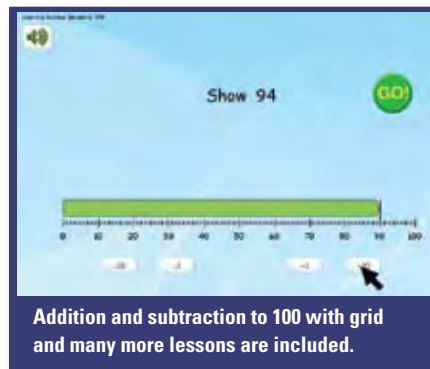 Show 94
GO!
0 10 20 30 40 50 60 70 80 90 100
Addition and subtraction to 100 with grid
and many more lessons are included.